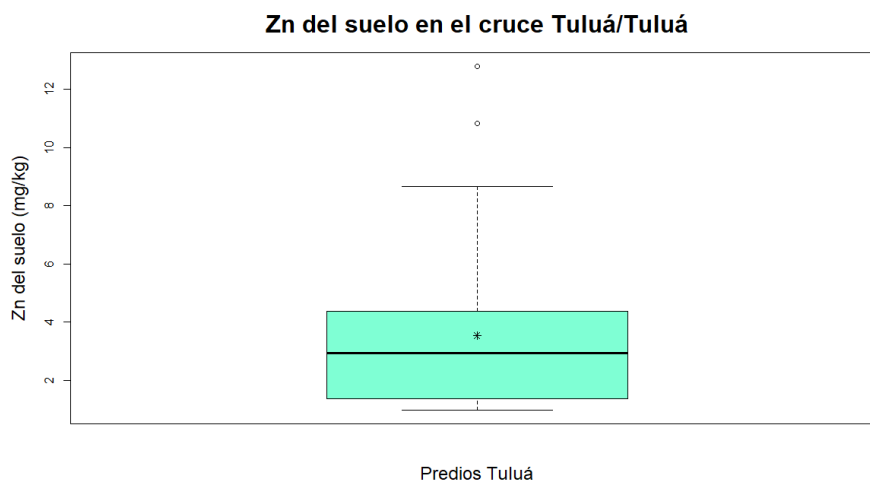 Zn del suelo en el cruce Tuluá/Tuluá
Zn del suelo (mg/kg)
12
10
8
6
4
2
Predios Tuluá